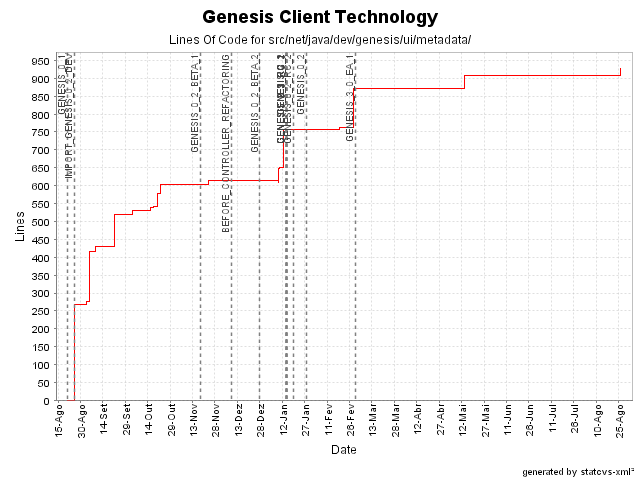 Genesis Client Technology
Lines Of Code for src/net/java/dev/genesis/ui/metadata/
Lines
950
900
850
800
750
700
650
600
550
500
450
400
350
300
250
200
150
100
50
0
GENESIS_0_1
IMPORT_GENESIS_0_2_DEV
GENESIS_0_2_BETA_1
BEFORE_CONTROLLER_REFACTORING
GENESIS_0_2_BETA_2
GENESIS_0_2
GENESIS_3_0_EA_1
15-Ago
30-Ago
14-Set
29-Set
14-Out
29-Out
13-Nov
28-Nov
13-Dez
28-Dez
12-Jan
27-Jan
11-Fev
26-Fev
13-Mar
28-Mar
12-Abr
27-Abr
12-Mai
27-Mai
11-Jun
26-Jun
11-Jul
26-Jul
10-Ago
25-Ago
Date
generated by statcvs-xml²